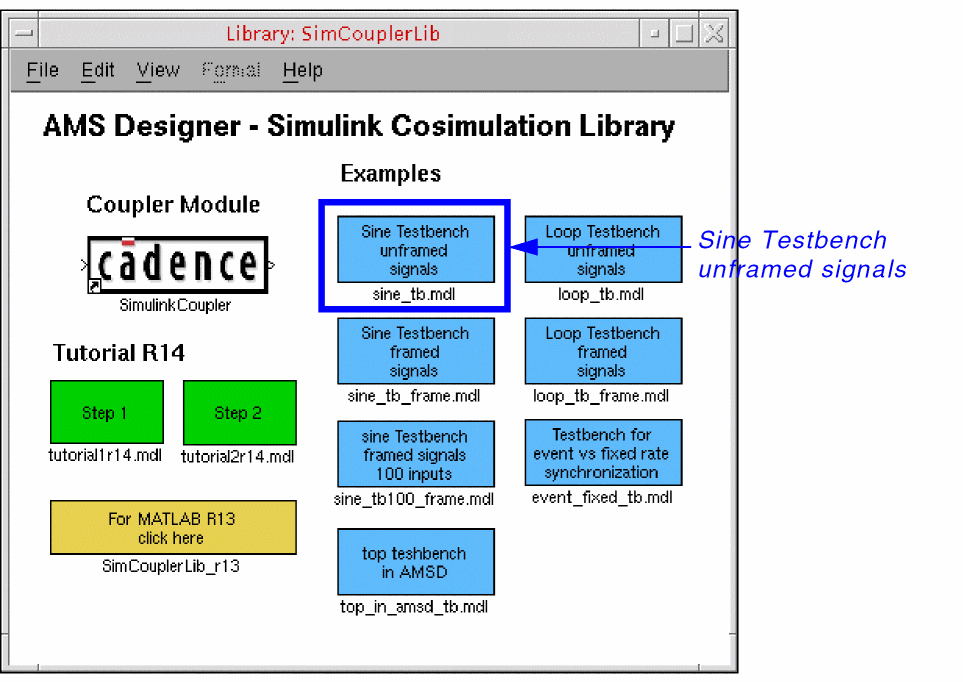 Library: SimCouplerLib
File Edit View Format Help
AMS Designer - Simulink Cosimulation Library
Examples
Coupler Module
cādence
SimulinkCoupler
Sine Testbench
unframed
signals
sine_tb.mdl
Loop Testbench
unframed
signals
loop_tb.mdl
Sine Testbench
unframed signals
Sine Testbench
framed
signals
sine_tb_frame.mdl
Loop Testbench
framed
signals
loop_tb_frame.mdl
Tutorial R14
Step 1
tutorial1r14.mdl
Step 2
tutorial2r14.mdl
sine Testbench
framed signals
100 inputs
sine_tb100_frame.mdl
Testbench for
event vs fixed rate
synchronization
event_fixed_tb.mdl
For MATLAB R13
click here
SimCouplerLib_r13
top teshbench
in AMSD
top_in_amsd_tb.mdl